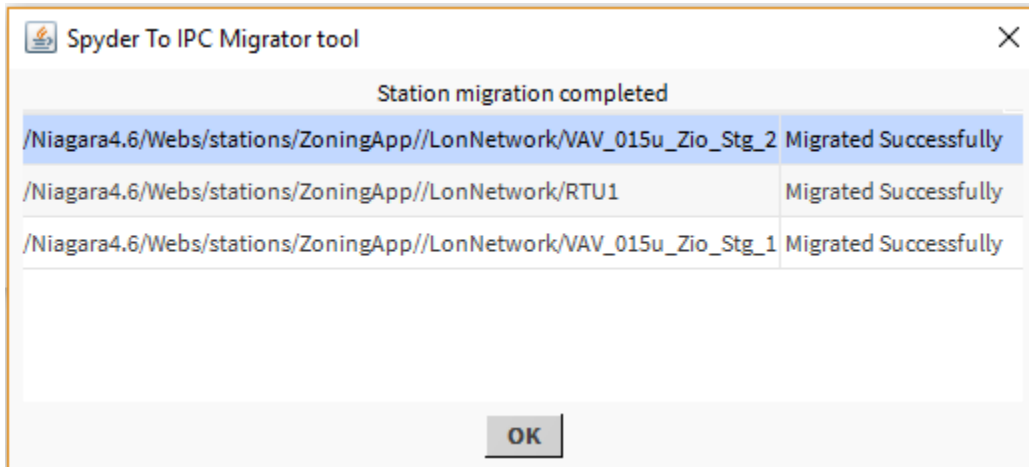 Spyder To IPC Migrator tool
Station migration completed
/Niagara4.6/Webs/stations/ZoningApp//LonNetwork/VAV_015u_Zio_Stg_2 Migrated Successfully
/Niagara4.6/Webs/stations/ZoningApp//LonNetwork/RTU1 Migrated Successfully
/Niagara4.6/Webs/stations/ZoningApp//LonNetwork/VAV_015u_Zio_Stg_1 Migrated Successfully
OK